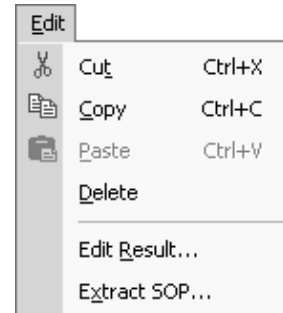 Edit
Cut Ctrl+X
Copy Ctrl+C
Paste Ctrl+V
Delete
Edit Result...
Extract SOP...